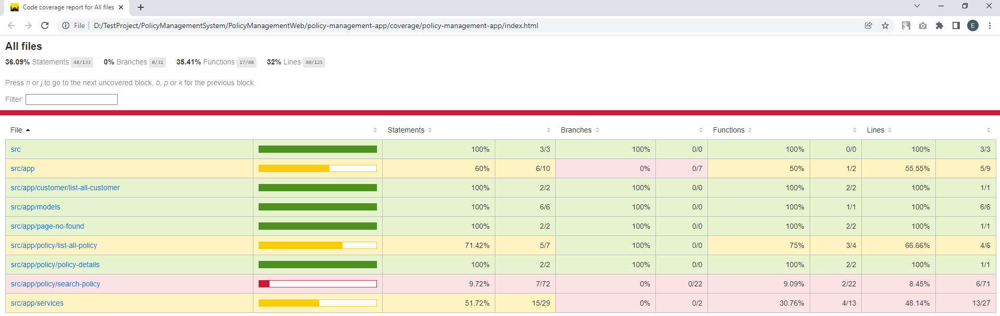 Code coverage report for All files
File D:/TestProject/PolicyManagementSystem/PolicyManagementWeb/policy-management-app/coverage/policy-management-app/index.html E
All files
36.09% Statements 48/133 0% Branches 0/31 35.41% Functions 17/48 32% Lines 40/125
Press n or j to go to the next uncovered block, b, p or k for the previous block.
Filter:
File Statements Branches Functions Lines
src 100% 3/3 100% 0/0 100% 0/0 100% 3/3
src/app 60% 6/10 0% 0/7 50% 1/2 55.55% 5/9
src/app/customer/list-all-customer 100% 2/2 100% 0/0 100% 2/2 100% 1/1
src/app/models 100% 6/6 100% 0/0 100% 1/1 100% 6/6
src/app/page-no-found 100% 2/2 100% 0/0 100% 2/2 100% 1/1
src/app/policy/list-all-policy 71.42% 5/7 100% 0/0 75% 3/4 66.66% 4/6
src/app/policy/policy-details 100% 2/2 100% 0/0 100% 2/2 100% 1/1
src/app/policy/search-policy 9.72% 7/72 0% 0/22 9.09% 2/22 8.45% 6/71
src/app/services 51.72% 15/29 0% 0/2 30.76% 4/13 48.14% 13/27